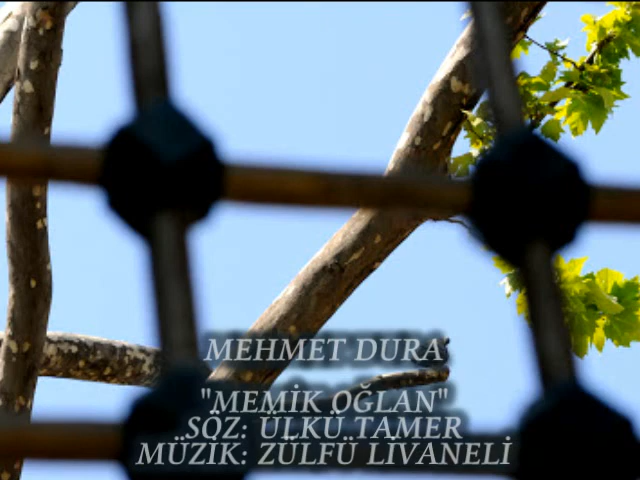 MEHMET DURA
"MEMİK OĞLAN"
SÖZ: ÜLKÜ TAMER
MÜZİK: ZÜLFÜ LİVANELİ